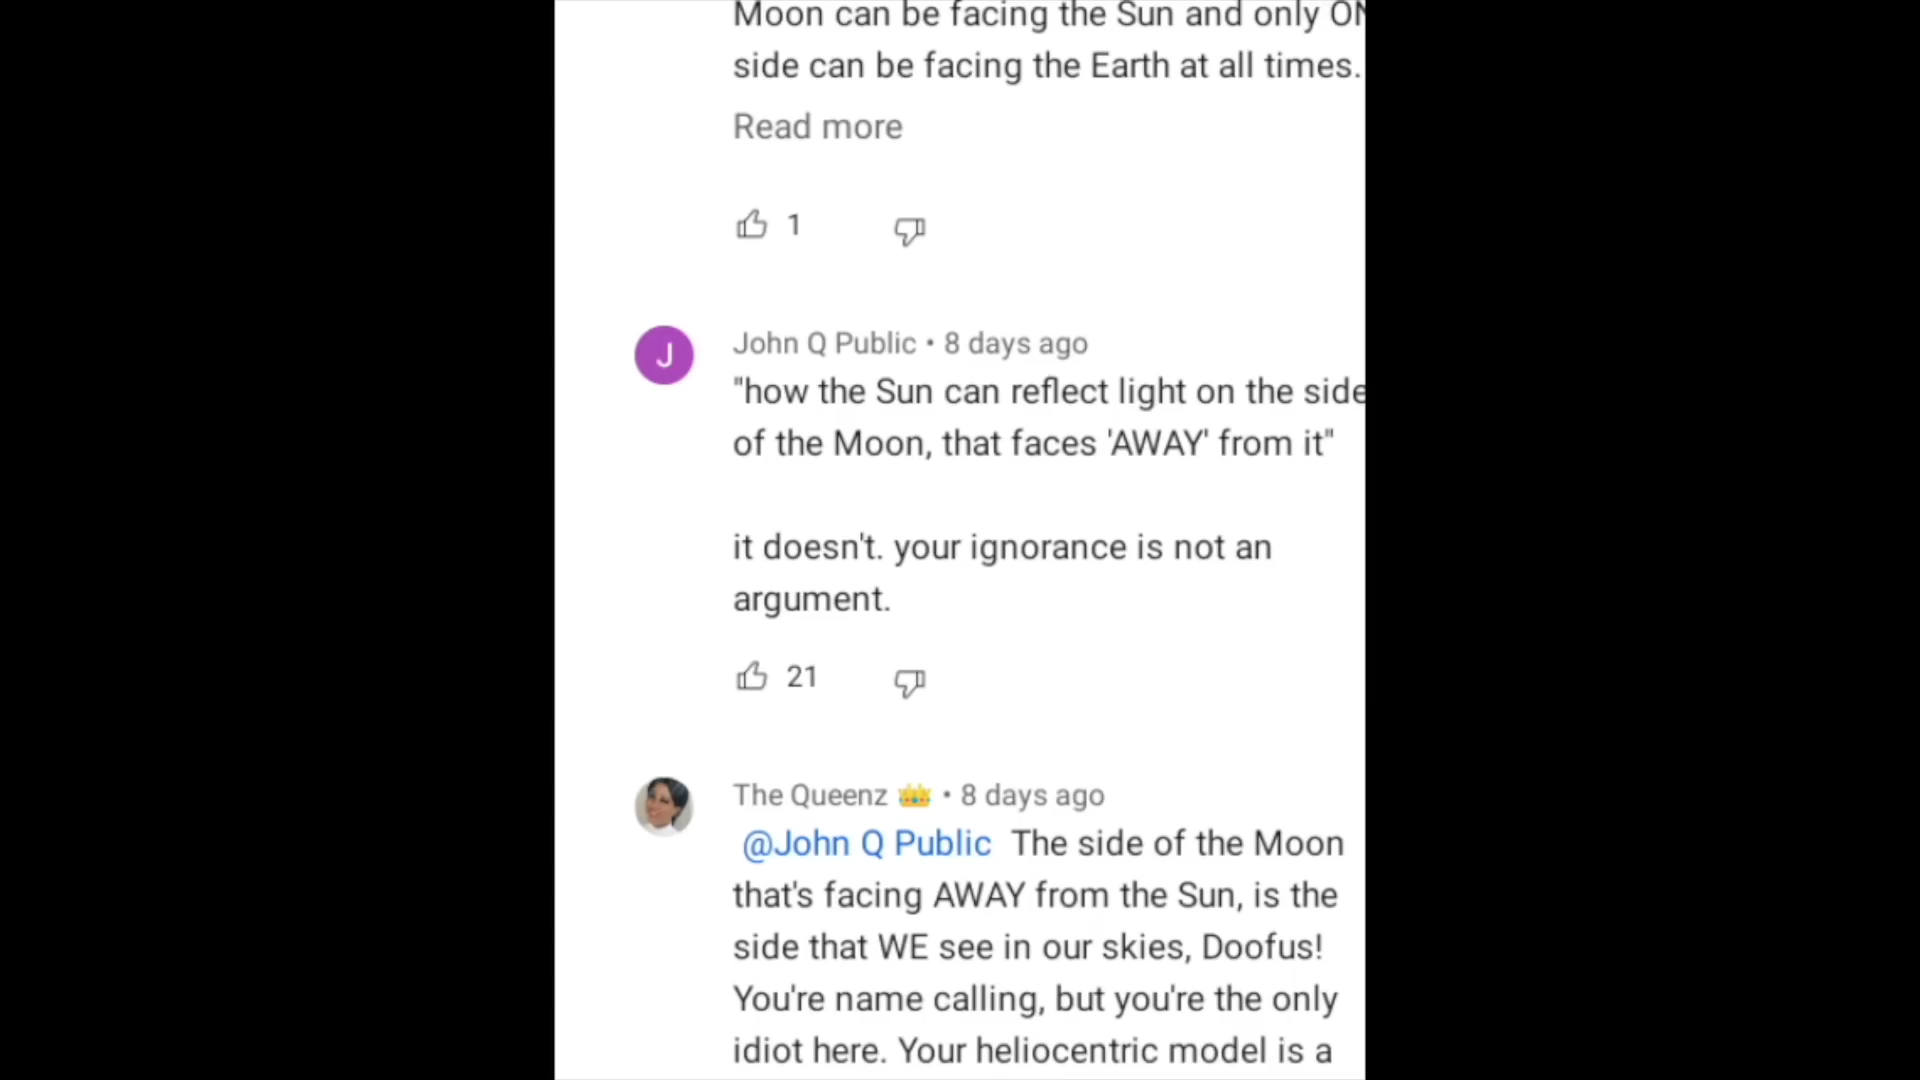 Moon can be facing the Sun and only ON
side can be facing the Earth at all times.
Read more
1
J
John Q Public • 8 days ago
"how the Sun can reflect light on the side
of the Moon, that faces 'AWAY' from it"
it doesn't. your ignorance is not an
argument.
21
The Queenz 👑 • 8 days ago
@John Q Public The side of the Moon
that's facing AWAY from the Sun, is the
side that WE see in our skies, Doofus!
You're name calling, but you're the only
idiot here. Your heliocentric model is a